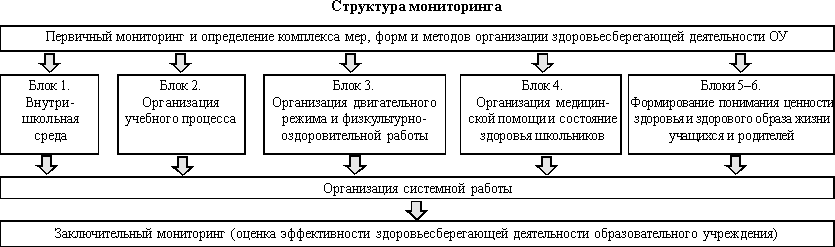 Структура мониторинга
Первичный мониторинг и определение комплекса мер, форм и методов организации здоровьесберегающей деятельности ОУ
Блок 1.
Внутри-
школьная
среда
Блок 2.
Организация
учебного процесса
Блок 3.
Организация двигательного
режима и физкультурно-
оздоровительной работы
Блок 4.
Организация медицин-
ской помощи и состояние
здоровья школьников
Блоки 5–6.
Формирование понимания ценности
здоровья и здорового образа жизни
учащихся и родителей
Организация системной работы
Заключительный мониторинг (оценка эффективности здоровьесберегающей деятельности образовательного учреждения)